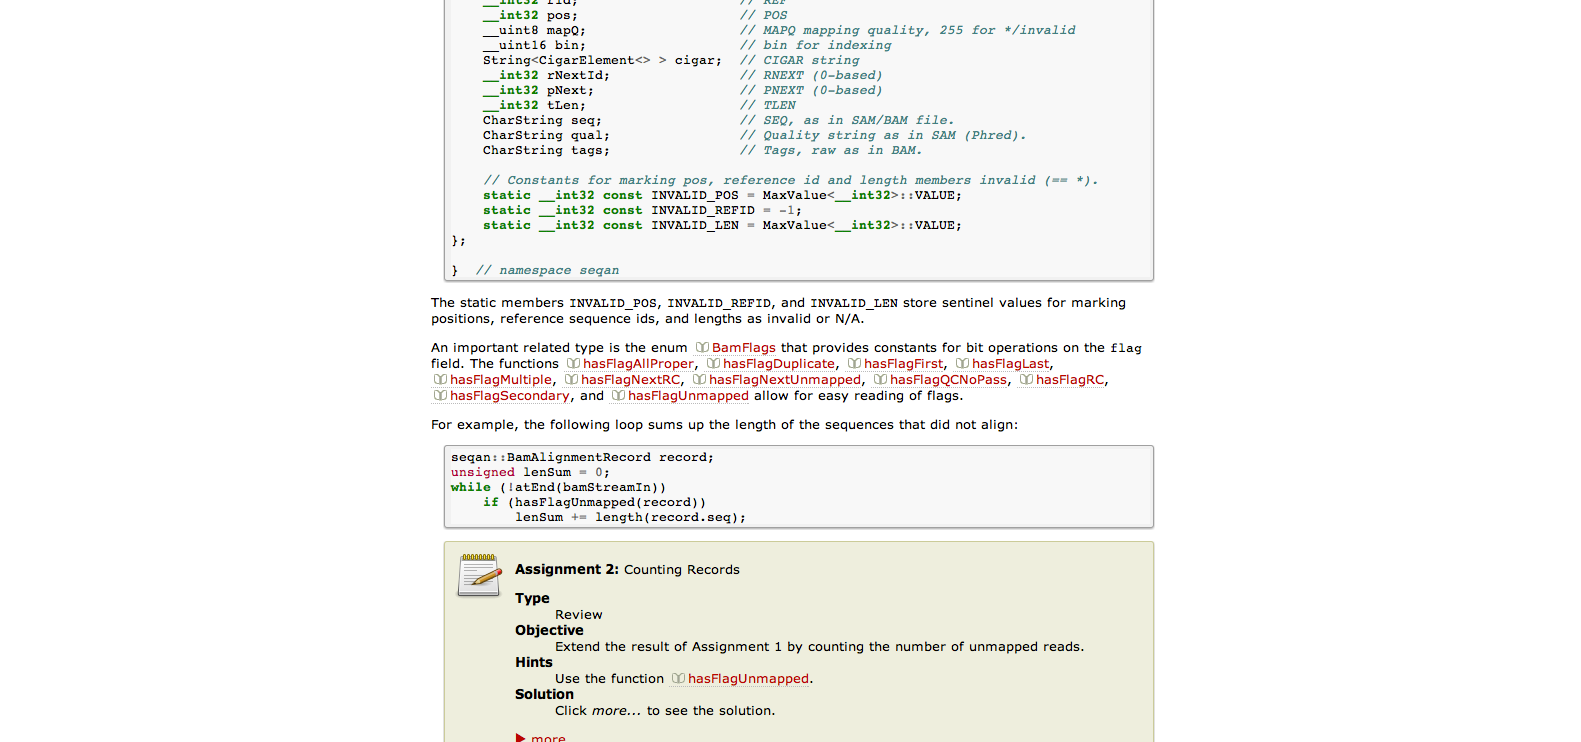 __int32 rId;                    // REF
__int32 pos;                    // POS
__uint8 mapQ;                   // MAPQ mapping quality, 255 for */invalid
__uint16 bin;                   // bin for indexing
String<CigarElement<> > cigar;  // CIGAR string
__int32 rNextId;                // RNEXT (0-based)
__int32 pNext;                  // PNEXT (0-based)
__int32 tLen;                   // TLEN
CharString seq;                 // SEQ, as in SAM/BAM file.
CharString qual;                // Quality string as in SAM (Phred).
CharString tags;                // Tags, raw as in BAM.
// Constants for marking pos, reference id and length members invalid (== *).
static __int32 const INVALID_POS = MaxValue<__int32>::VALUE;
static __int32 const INVALID_REFID = -1;
static __int32 const INVALID_LEN = MaxValue<__int32>::VALUE;
};
}  // namespace seqan
The static members INVALID_POS, INVALID_REFID, and INVALID_LEN store sentinel values for marking
positions, reference sequence ids, and lengths as invalid or N/A.
An important related type is the enum BamFlags that provides constants for bit operations on the flag
field. The functions hasFlagAllProper, hasFlagDuplicate, hasFlagFirst, hasFlagLast,
hasFlagMultiple, hasFlagNextRC, hasFlagNextUnmapped, hasFlagQCNoPass, hasFlagRC,
hasFlagSecondary, and hasFlagUnmapped allow for easy reading of flags.
For example, the following loop sums up the length of the sequences that did not align:
seqan::BamAlignmentRecord record;
unsigned lenSum = 0;
while (!atEnd(bamStreamIn))
    if (hasFlagUnmapped(record))
        lenSum += length(record.seq);
Assignment 2: Counting Records
Type
Review
Objective
Extend the result of Assignment 1 by counting the number of unmapped reads.
Hints
Use the function hasFlagUnmapped.
Solution
Click more... to see the solution.
more